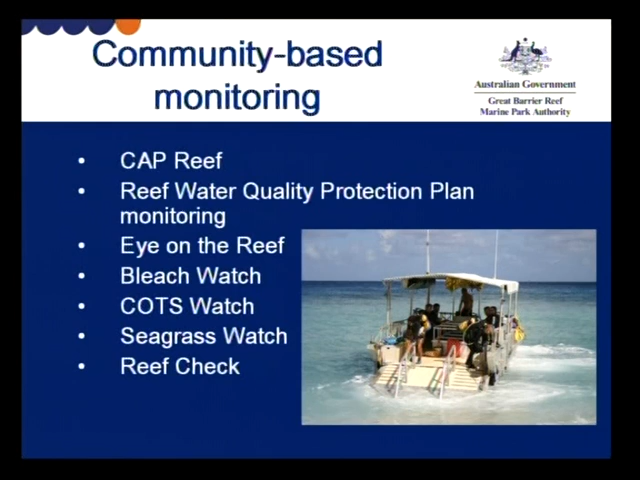 Community-based
monitoring
Australian Government
Great Barrier Reef
Marine Park Authority
• CAP Reef
• Reef Water Quality Protection Plan
monitoring
• Eye on the Reef
• Bleach Watch
• COTS Watch
• Seagrass Watch
• Reef Check